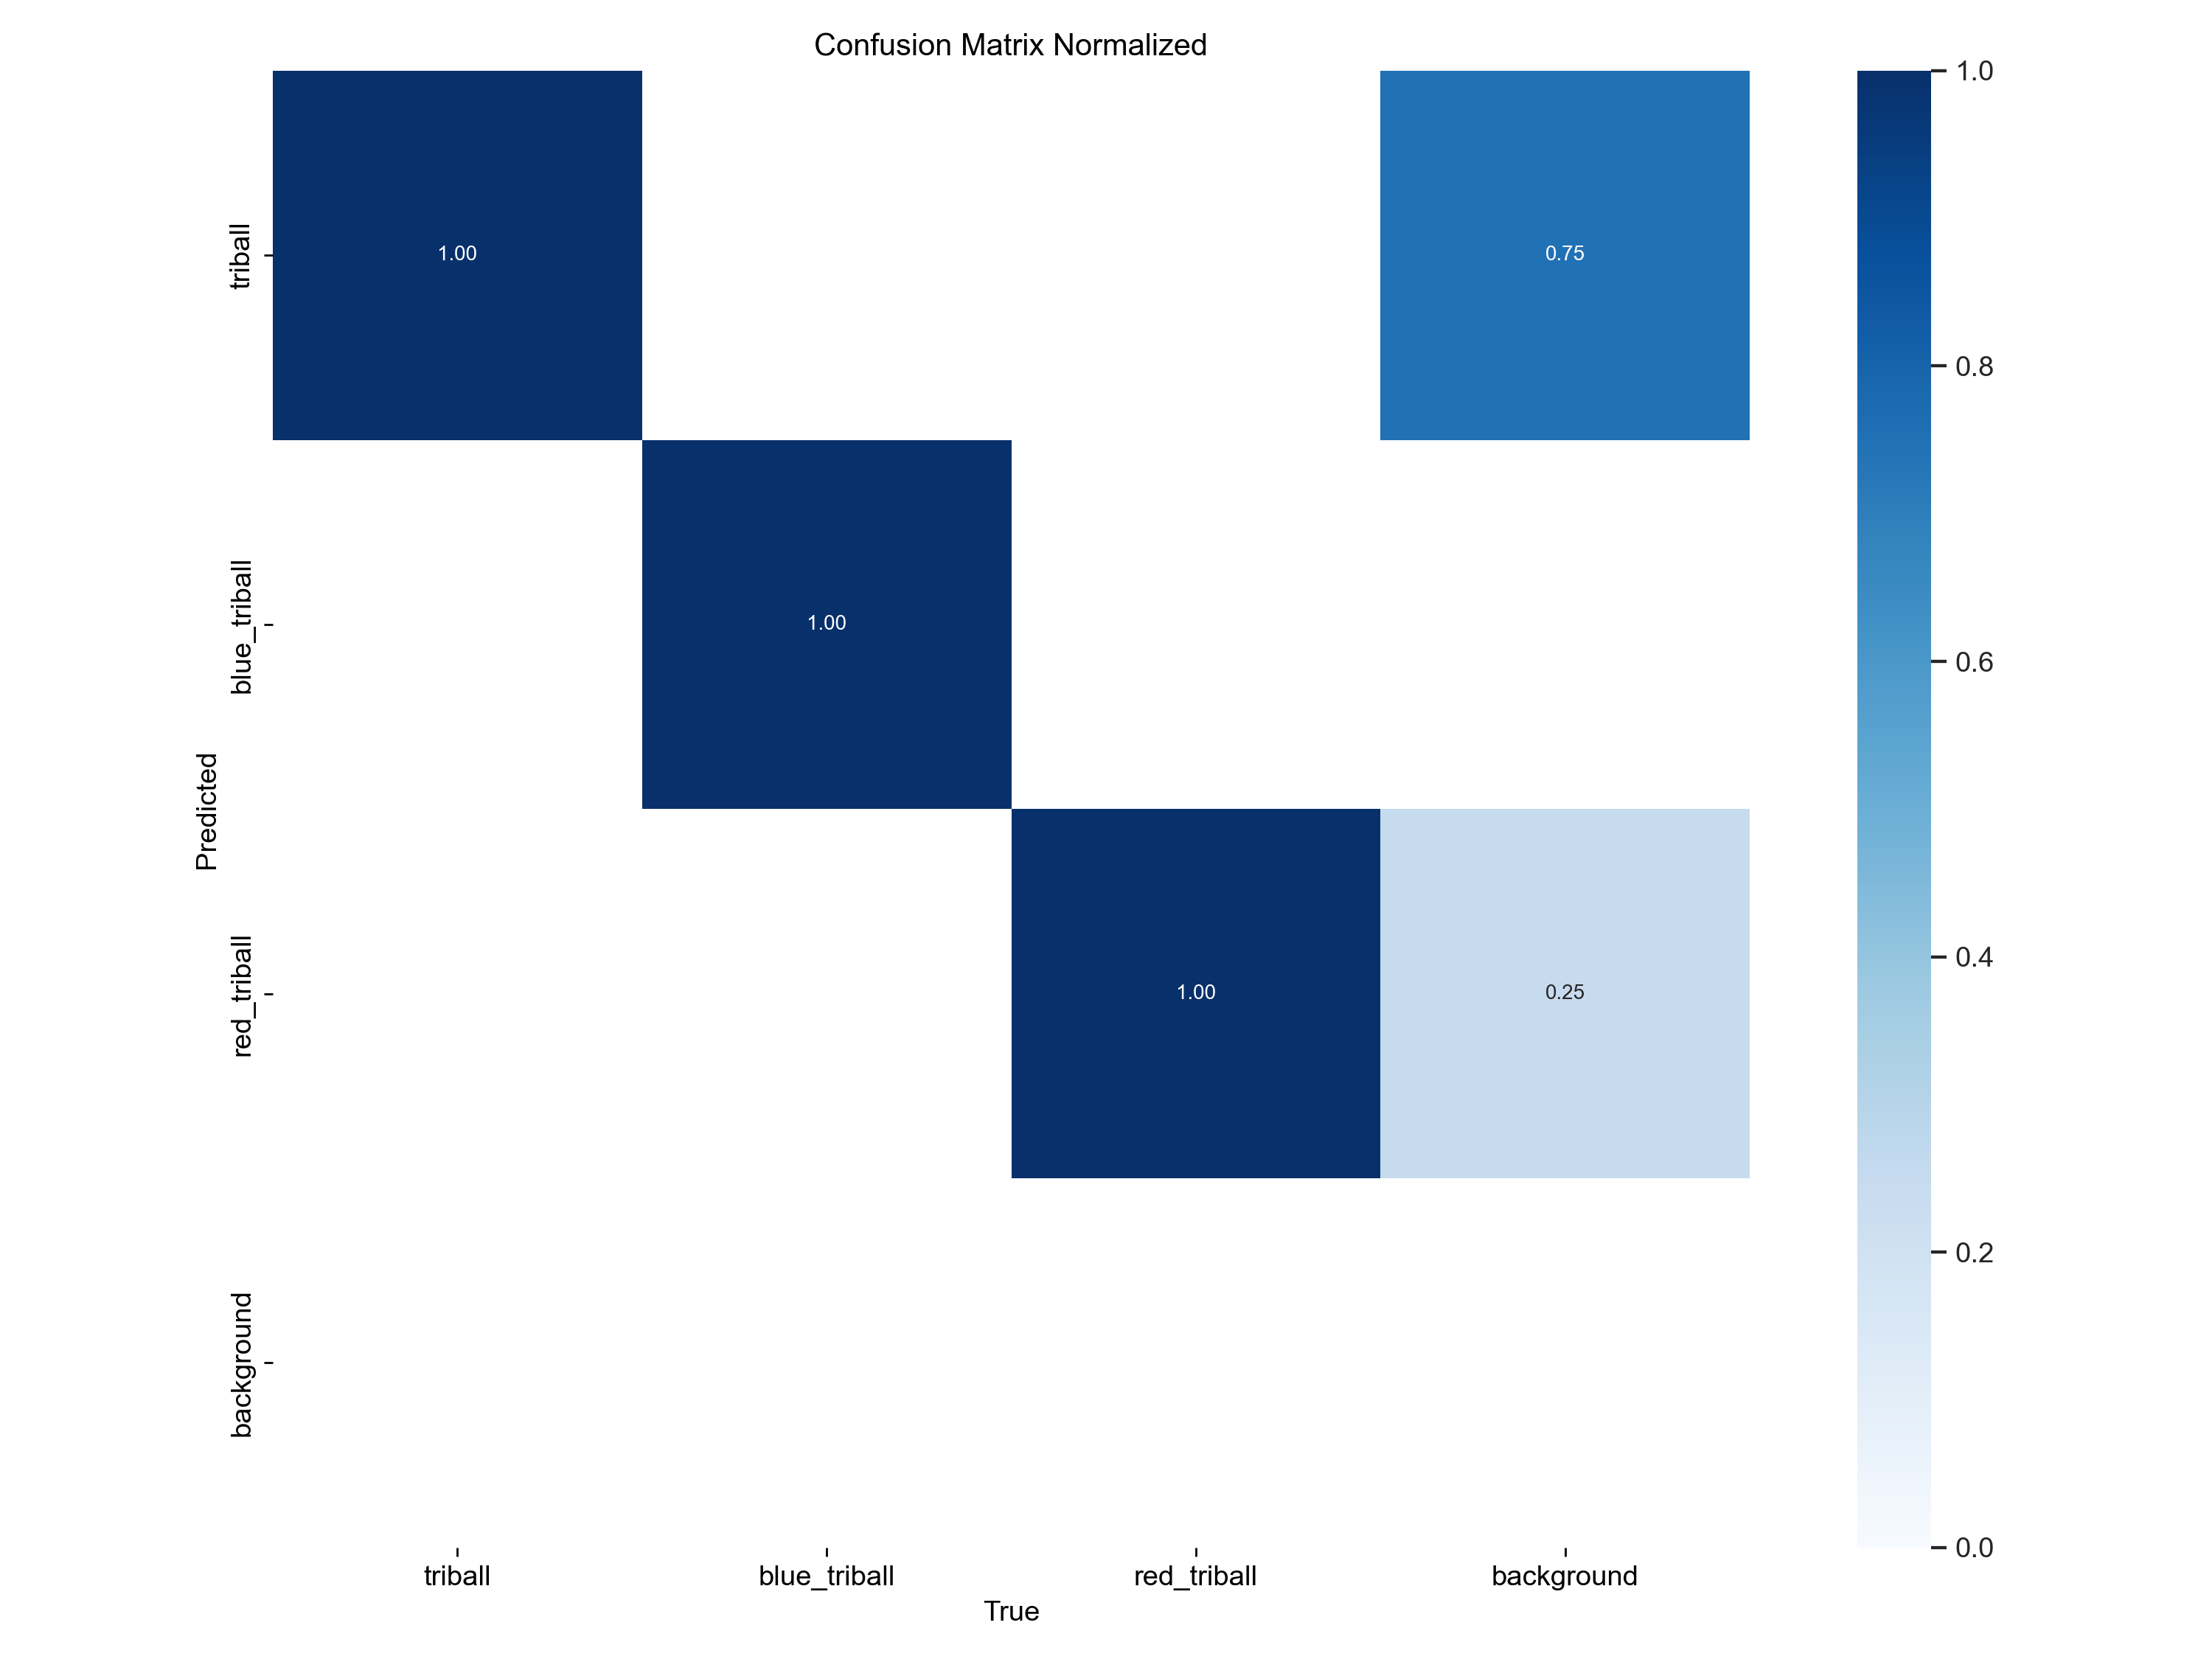 Confusion Matrix Normalized
triball
blue_triball
red_triball
background
Predicted
1.00
0.75
1.00
1.00
0.25
triball
blue_triball
red_triball
background
True
1.0
0.8
0.6
0.4
0.2
0.0